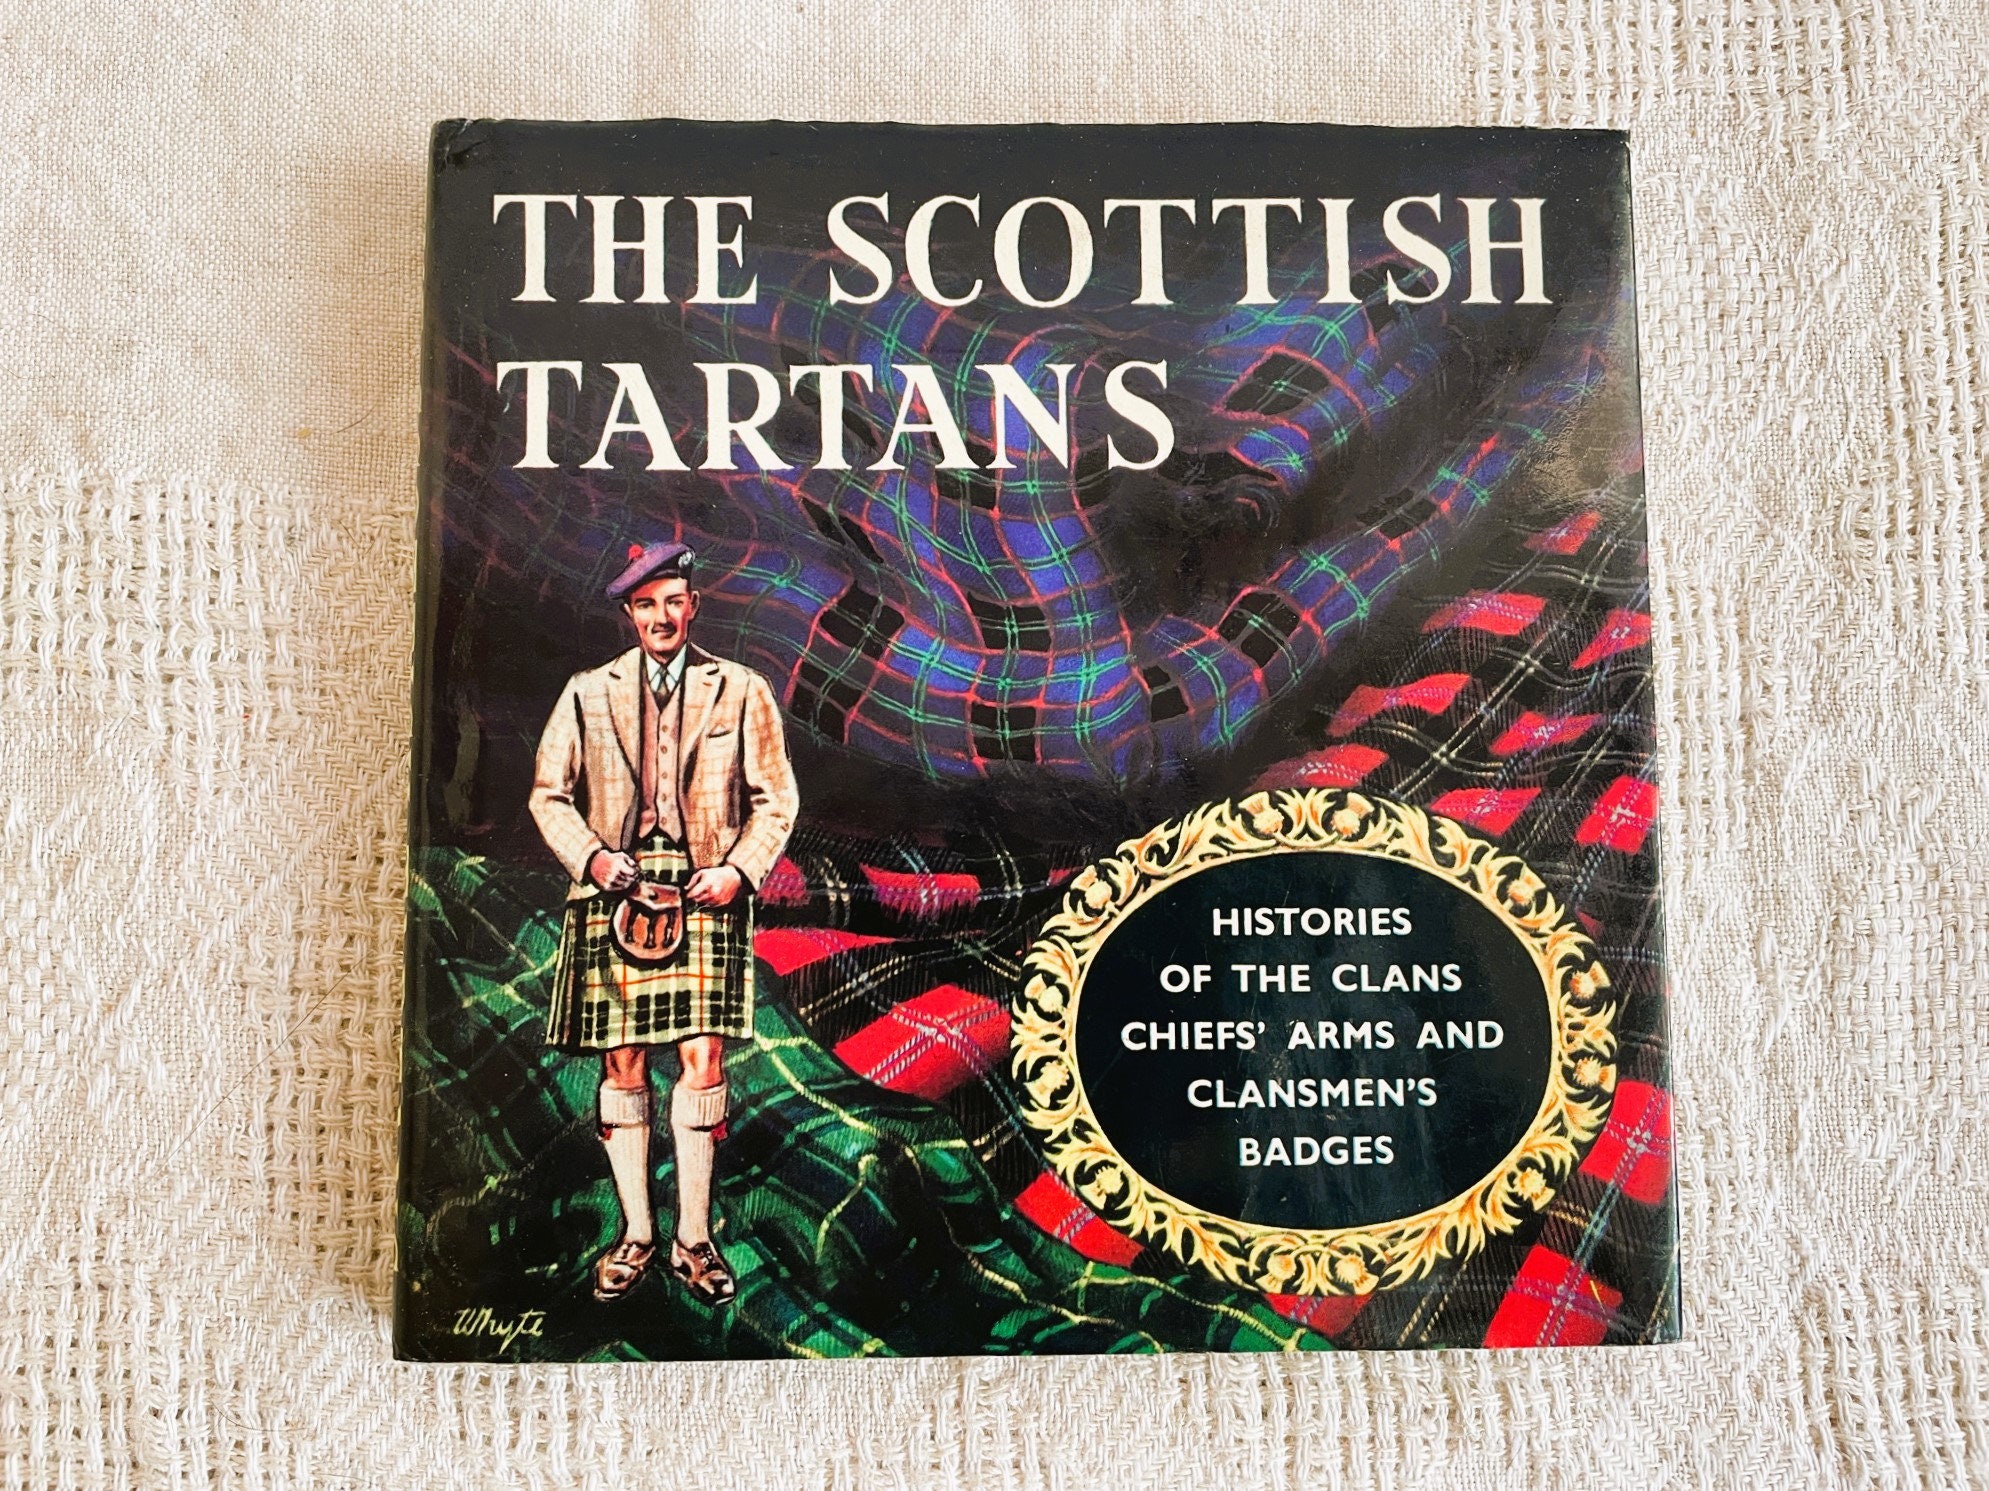 THE SCOTTISH
TARTANS
HISTORIES
OF THE CLANS
CHIEFS' ARMS AND
CLANSMEN'S
BADGES
Whyte